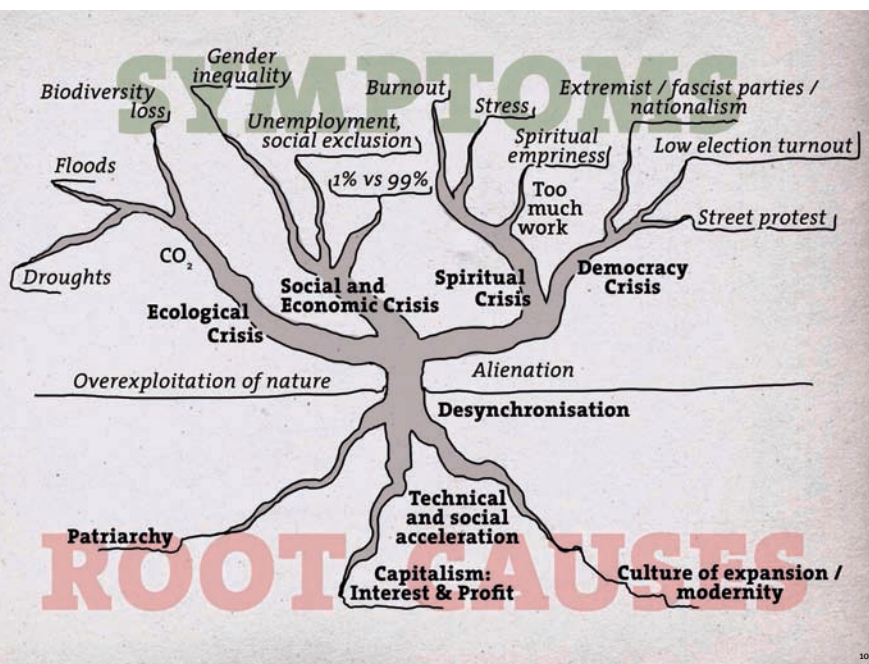 SYMPTOMS
Gender
inequality
Biodiversity
loss
Floods
Droughts
CO₂
Ecological
Crisis
Unemployment,
social exclusion
1% vs 99%
Social and
Economic Crisis
Burnout
Stress
Spiritual
empriness
Too
much
work
Spiritual
Crisis
Extremist / fascist parties /
nationalism
Low election turnout
Street protest
Democracy
Crisis
Overexploitation of nature
Alienation
Desynchronisation
Patriarchy
Technical
and social
acceleration
Capitalism:
Interest & Profit
Culture of expansion /
modernity
ROOT CAUSES
10